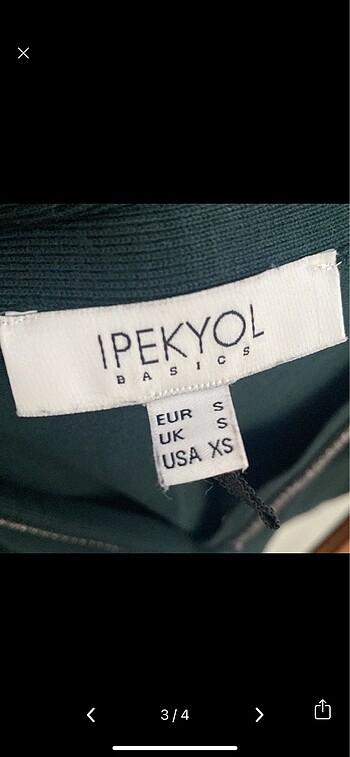 IPEKYOL
BASICS
EUR S
UK S
USA XS
3/4